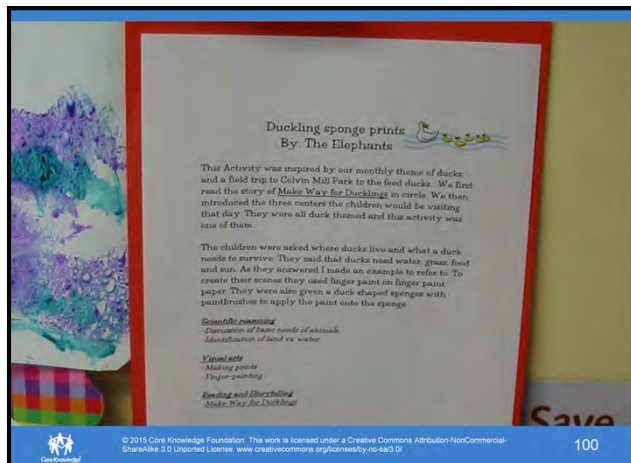 Duckling sponge prints
By: The Elephants
This Activity was inspired by our monthly theme of ducks
and a field trip to Colvin Mill Park to the feed ducks. We first
read the story of Make Way for Ducklings in circle. We then
introduced the three centers the children would be visiting
that day. They were all duck themed and this activity was
one of them.
The children were asked where ducks live and what a duck
needs to survive. They said that ducks need water, grass, food
and sun. As they answered I made an example to refer to. To
create their scenes they used finger paint on finger paint
paper. They were also given a duck shaped sponges with
paintbrushes to apply the paint onto the sponge.
Scientific reasoning
-Discussion of basic needs of animals
-Identification of land vs. water
Visual arts
-Making prints
-Finger-painting
Reading and Storytelling
-Make Way for Ducklings
Save
CoreKnowledge
© 2015 Core Knowledge Foundation. This work is licensed under a Creative Commons Attribution-NonCommercial-
ShareAlike 3.0 Unported License. www.creativecommons.org/licenses/by-nc-sa/3.0/
100